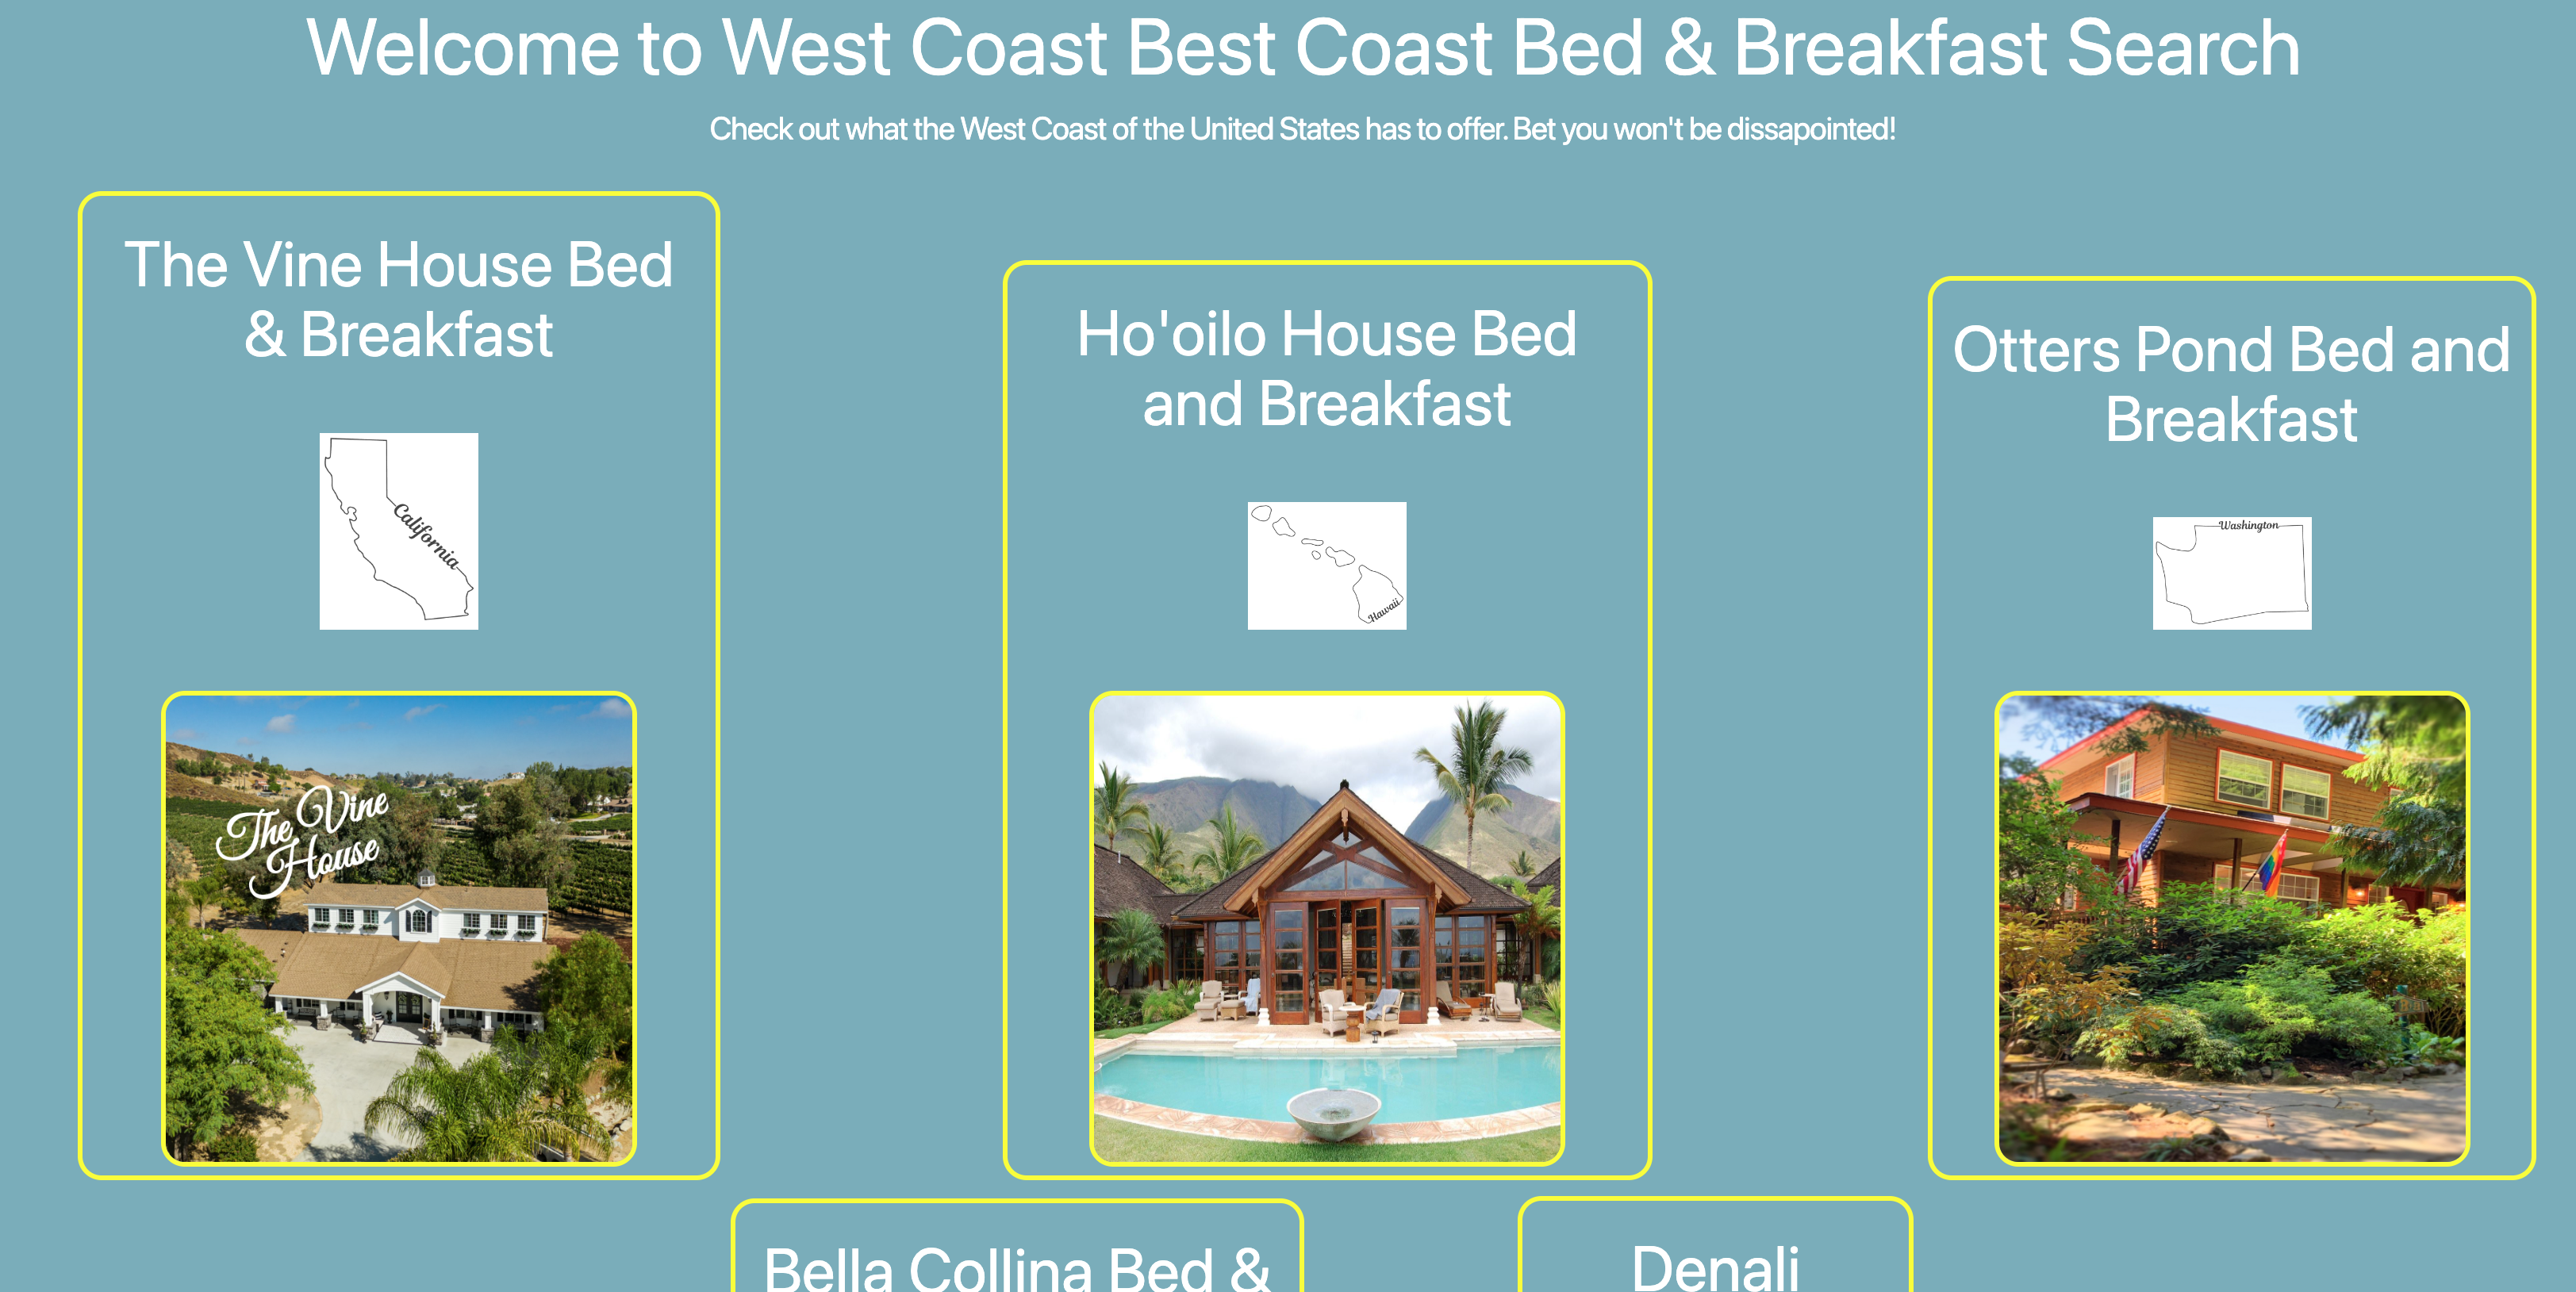 Welcome to West Coast Best Coast Bed & Breakfast Search
Check out what the West Coast of the United States has to offer. Bet you won't be dissapointed!
The Vine House Bed
& Breakfast
California
The Vine
House
Ho'oilo House Bed
and Breakfast
Hawaii
Otters Pond Bed and
Breakfast
Washington
Bella Collina Bed &
Denali